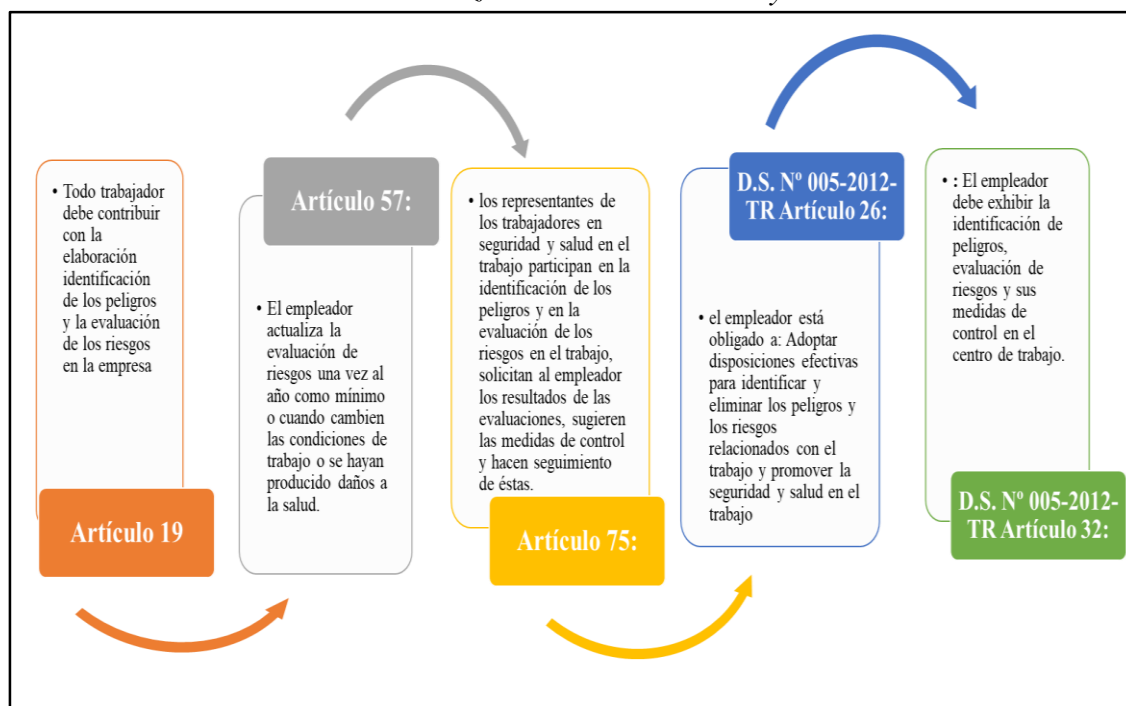 • Todo trabajador
debe contribuir
con la
elaboración
identificación
de los peligros
y la evaluación
de los riesgos
en la empresa
Artículo 19
Artículo 57:
• El empleador
actualiza la
evaluación de
riesgos una vez al
año como mínimo
o cuando cambien
las condiciones de
trabajo o se hayan
producido daños a
la salud.
• los representantes de
los trabajadores en
seguridad y salud en el
trabajo participan en la
identificación de los
peligros y en la
evaluación de los
riesgos en el trabajo,
solicitan al empleador
los resultados de las
evaluaciones, sugieren
las medidas de control
y hacen seguimiento
de éstas.
Artículo 75:
D.S. Nº 005-2012-
TR Artículo 26:
• el empleador está
obligado a: Adoptar
disposiciones efectivas
para identificar y
eliminar los peligros y
los riesgos
relacionados con el
trabajo y promover la
seguridad y salud en el
trabajo
• : El empleador
debe exhibir la
identificación de
peligros,
evaluación de
riesgos y sus
medidas de
control en el
centro de trabajo.
D.S. Nº 005-2012-
TR Artículo 32: